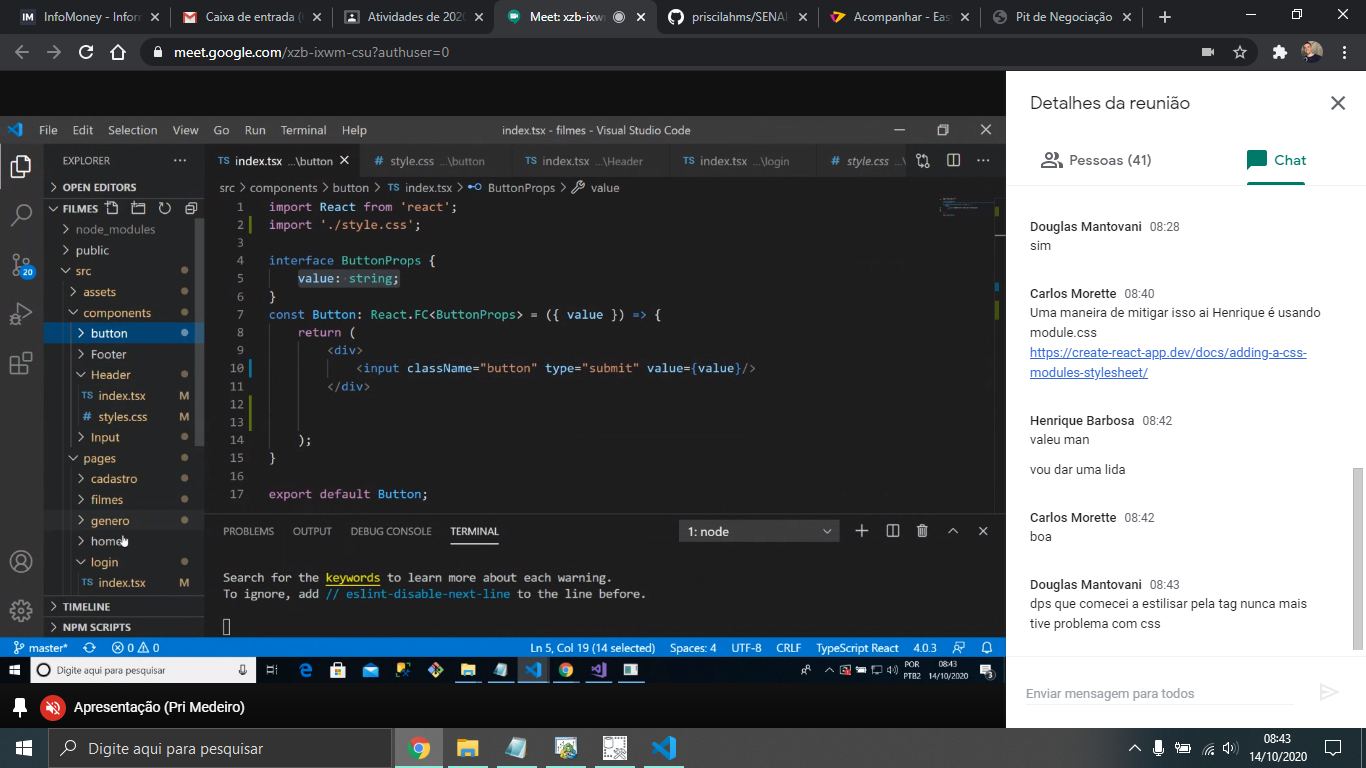 InfoMoney - Inforn
Caixa de entrada (
Atividades de 202
Meet: xzb-ixwm
priscilahms/SENAI
Acompanhar - Eas
Pit de Negociação
meet.google.com/xzb-ixwm-csu?authuser=0
File Edit Selection View Go Run Terminal Help
index.tsx - filmes - Visual Studio Code
EXPLORER
OPEN EDITORS
FILMES
node_modules
public
src
assets
components
button
Footer
Header
TS index.tsx M
# styles.css M
Input
pages
cadastro
filmes
genero
home
login
TS index.tsx M
TIMELINE
NPM SCRIPTS
20
TS index.tsx ...\button
# style.css ...\button
TS index.tsx ...\Header
TS index.tsx ...\login
# style.css ...
src > components > button > TS index.tsx > ButtonProps > value
1 import React from 'react';
2 import './style.css';
3
4 interface ButtonProps {
5 value: string;
6 }
7 const Button: React.FC<ButtonProps> = ({ value }) => {
8 return (
9 <div>
10 <input className="button" type="submit" value={value}/>
11 </div>
12
13
14 );
15 }
16
17 export default Button;
PROBLEMS OUTPUT DEBUG CONSOLE TERMINAL
1: node
Search for the keywords to learn more about each warning.
To ignore, add // eslint-disable-next-line to the line before.
master* 0 0
Ln 5, Col 19 (14 selected) Spaces: 4 UTF-8 CRLF TypeScript React 4.0.3
Digite aqui para pesquisar
POR
PTB2
08:43
14/10/2020
3
Apresentação (Pri Medeiro)
Detalhes da reunião
Pessoas (41)
Chat
Douglas Mantovani 08:28
sim
Carlos Morette 08:40
Uma maneira de mitigar isso ai Henrique é usando
module.css
https://create-react-app.dev/docs/adding-a-css-
modules-stylesheet/
Henrique Barbosa 08:42
valeu man
vou dar uma lida
Carlos Morette 08:42
boa
Douglas Mantovani 08:43
dps que comecei a estilisar pela tag nunca mais
tive problema com css
Enviar mensagem para todos
Digite aqui para pesquisar
08:43
14/10/2020